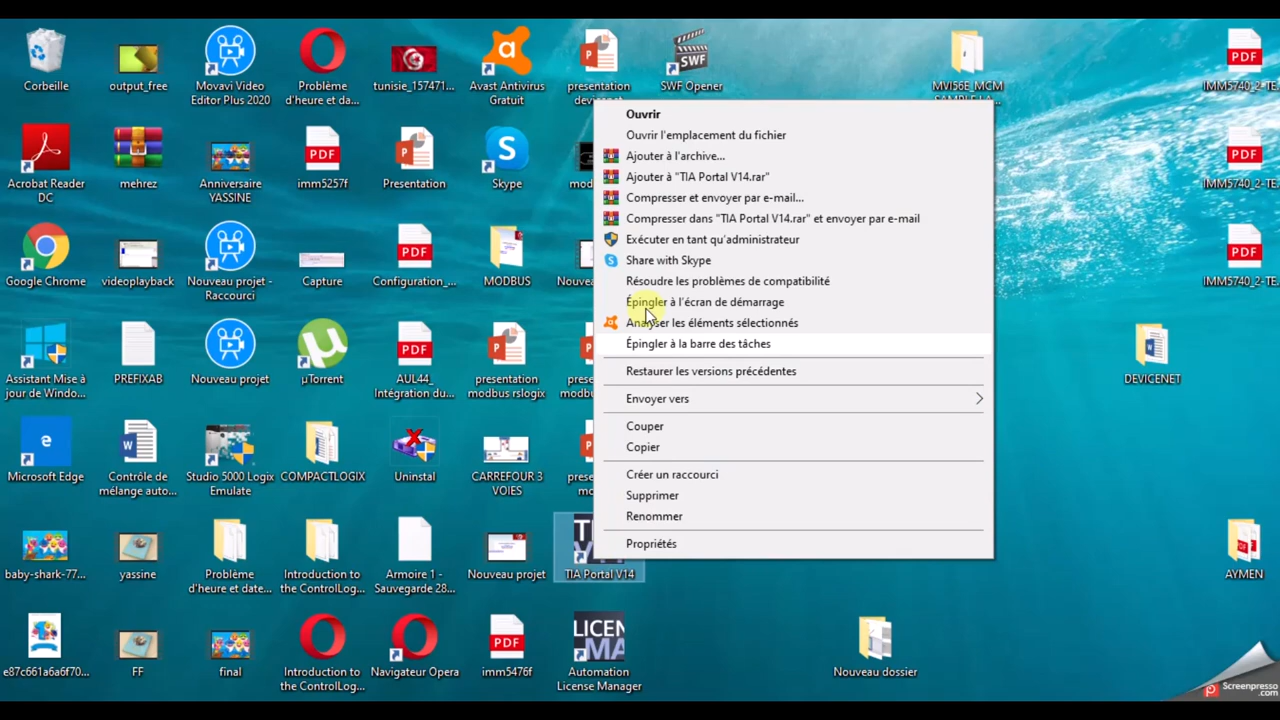 Corbeille
output_free
Movavi Video
Editor Plus 2020
Problème
d'heure et da...
tunisie_157471...
Avast Antivirus
Gratuit
presentation
SWF Opener
MVI56E_MCM
IMM5740_2-TE.
Acrobat Reader
DC
mehrez
Anniversaire
YASSINE
imm5257f
Presentation
Skype
IMM5740_2-TE.
Google Chrome
videoplayback
Nouveau projet -
Raccourci
Capture
Configuration_...
MODBUS
IMM5740_2-TE.
Assistant Mise à
jour de Windo...
PREFIXAB
Nouveau projet
µTorrent
AUL44_
Intégration du...
presentation
modbus rslogix
DEVICENET
Microsoft Edge
Contrôle de
mélange auto...
Studio 5000 Logix
Emulate
COMPACTLOGIX
Uninstal
CARREFOUR 3
VOIES
baby-shark-77...
yassine
Problème
d'heure et date...
Introduction to
the ControlLog...
Armoire 1 -
Sauvegarde 28...
Nouveau projet
TIA Portal V14
AYMEN
e87c661a6a6f70...
FF
final
Introduction to
the ControlLog...
Navigateur Opera
imm5476f
Automation
License Manager
Nouveau dossier
Ouvrir
Ouvrir l'emplacement du fichier
Ajouter à l'archive...
Ajouter à "TIA Portal V14.rar"
Compresser et envoyer par e-mail...
Compresser dans "TIA Portal V14.rar" et envoyer par e-mail
Exécuter en tant qu'administrateur
Share with Skype
Résoudre les problèmes de compatibilité
Épingler à l'écran de démarrage
Analyser les éléments sélectionnés
Épingler à la barre des tâches
Restaurer les versions précédentes
Envoyer vers
Couper
Copier
Créer un raccourci
Supprimer
Renommer
Propriétés
Screenpresso
.com